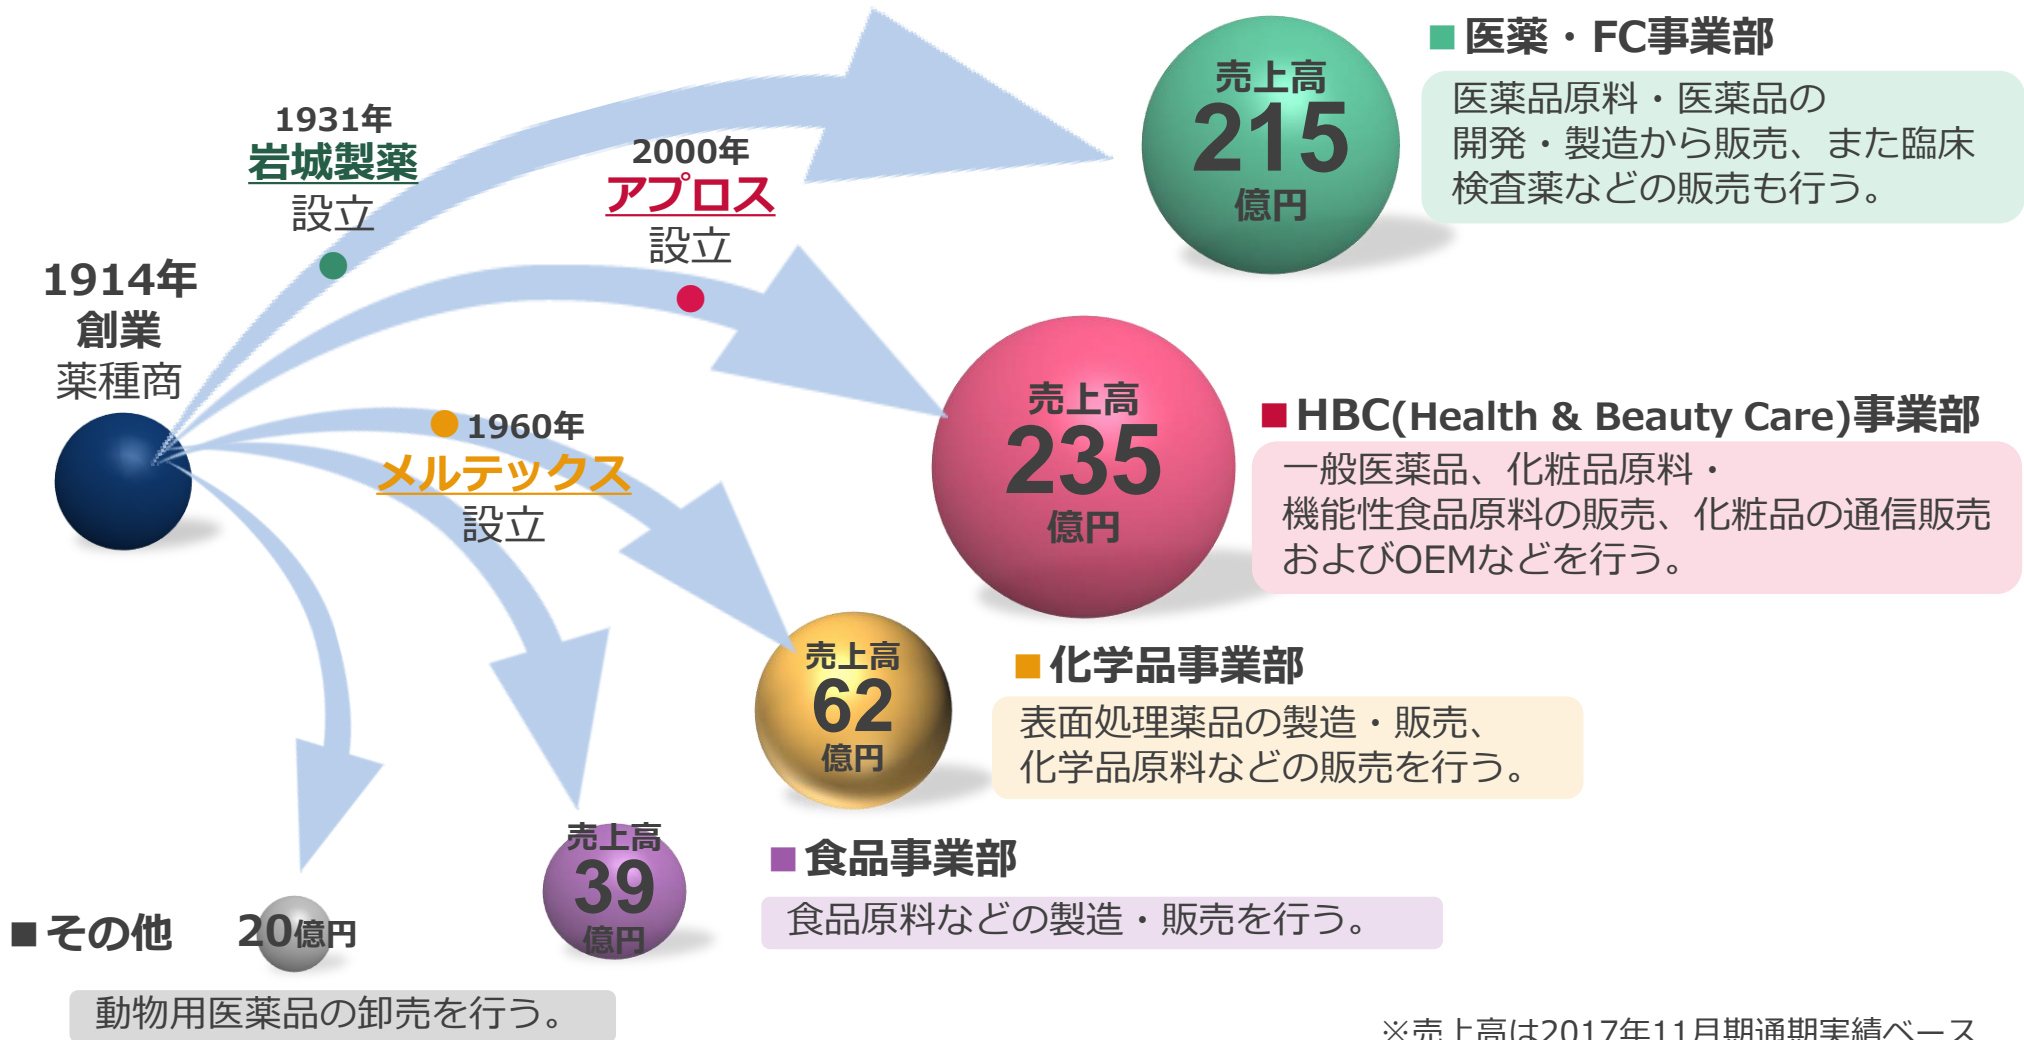 1914年
創業
薬種商
1931年
岩城製薬
設立
2000年
アプロス
設立
1960年
メルテックス
設立
売上高
215
億円
■医薬・FC事業部
医薬品原料・医薬品の
開発・製造から販売、また臨床
検査薬などの販売も行う。
売上高
235
億円
■HBC(Health & Beauty Care)事業部
一般医薬品、化粧品原料・
機能性食品原料の販売、化粧品の通信販売
およびOEMなどを行う。
売上高
62
億円
■化学品事業部
表面処理薬品の製造・販売、
化学品原料などの販売を行う。
売上高
39
億円
■食品事業部
食品原料などの製造・販売を行う。
■その他 20億円
動物用医薬品の卸売を行う。
※売上高は2017年11月期通期実績ベース